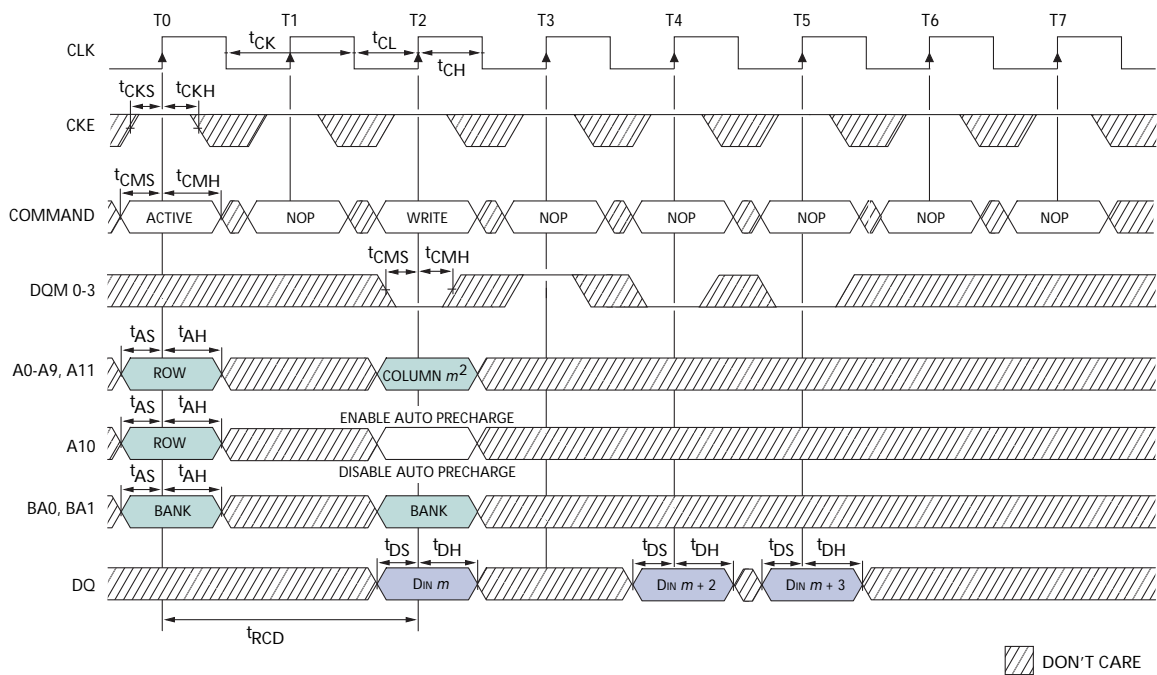 T0 T1 T2 T3 T4 T5 T6 T7
CLK
tCK tCL
tCH
tCKS tCKH
CKE
tCMS tCMH
COMMAND ACTIVE NOP WRITE NOP NOP NOP NOP NOP
tCMS tCMH
DQM 0-3
tAS tAH
A0-A9, A11 ROW COLUMN m2
tAS tAH ENABLE AUTO PRECHARGE
A10 ROW
tAS tAH DISABLE AUTO PRECHARGE
BA0, BA1 BANK BANK
tDS tDH tDS tDH tDS tDH
DQ DIN m DIN m + 2 DIN m + 3
tRCD
DON'T CARE